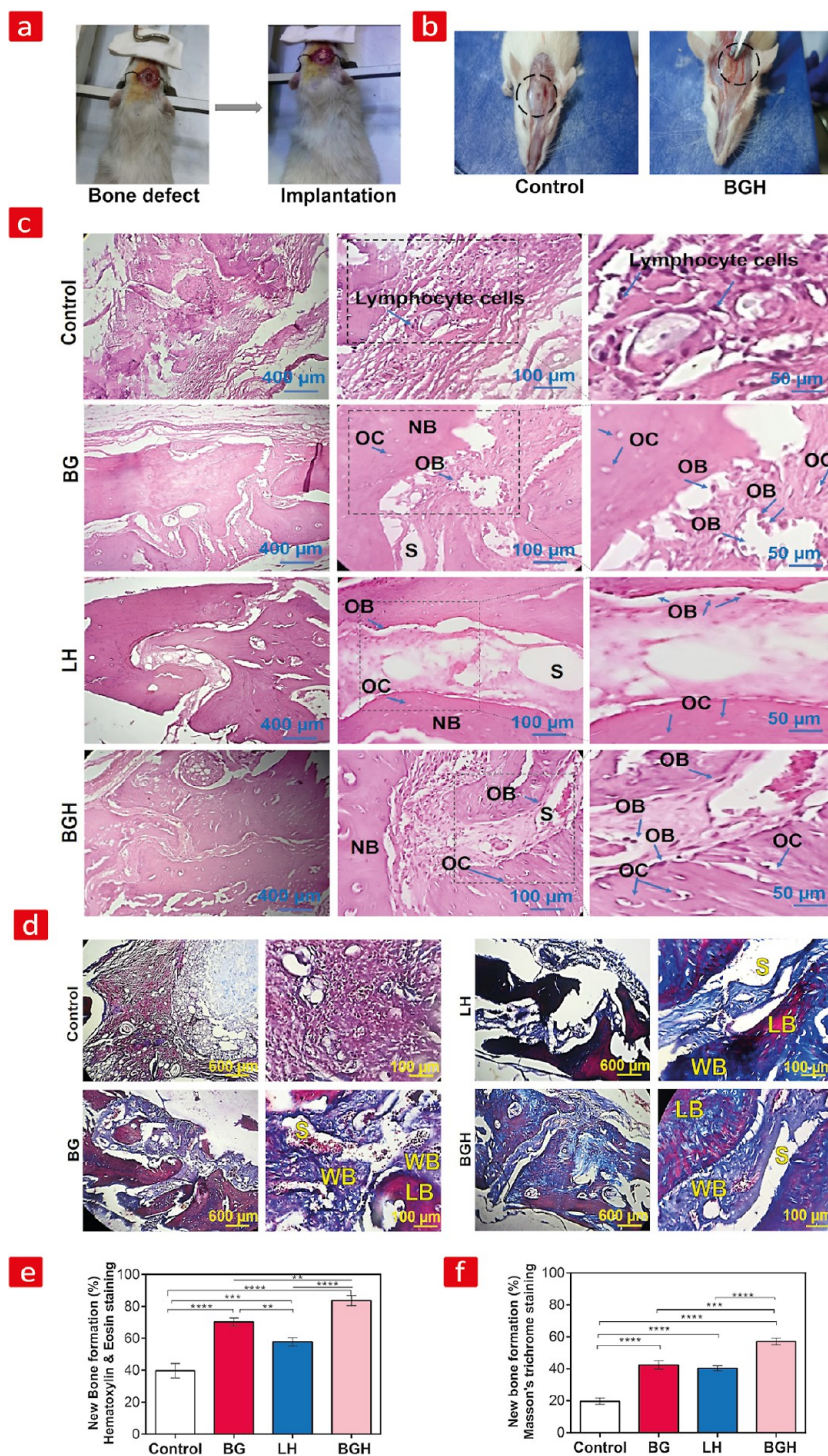 a
b
Bone defect
Implantation
Control
BGH
c
Control
Lymphocyte cells
Lymphocyte cells
400 µm
100 µm
50 µm
BG
NB
OC
OB
S
OC
OB
OC
OB
OB
400 µm
100 µm
50 µm
LH
OB
S
OC
NB
OB
OC
400 µm
100 µm
50 µm
BGH
OB
S
NB
OC
OB
OB
OB
OC
OC
400 µm
100 µm
50 µm
d
Control
600 µm
100 µm
LH
600 µm
S
LB
WB
100 µm
BG
600 µm
S
WB
WB
LB
100 µm
BGH
600 µm
LB
S
WB
100 µm
e
New Bone formation (%)
Hematoxylin & Eosin staining
80
60
40
20
0
**
****
****
***
****
**
Control BG LH BGH
f
New bone formation (%)
Masson's trichrome staining
100
80
60
40
20
0
****
***
****
****
****
Control BG LH BGH